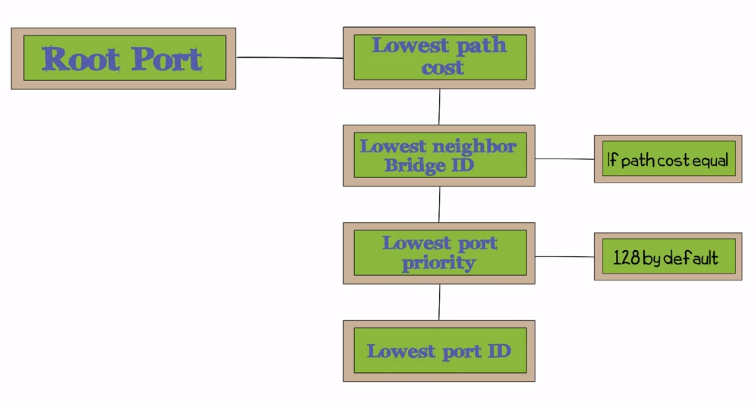 Root Port
Lowest path
cost
Lowest neighbor
Bridge ID
If path cost equal
Lowest port
priority
128 by default
Lowest port ID